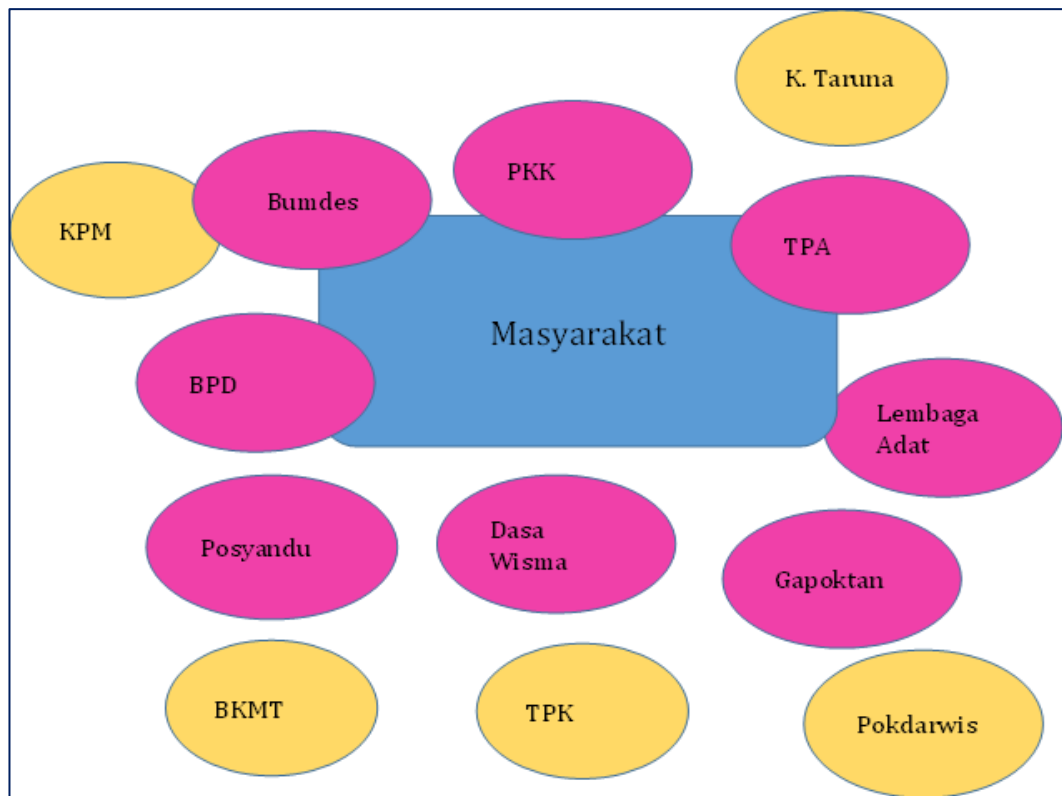 K. Taruna
PKK
Bumdes
KPM
TPA
Masyarakat
BPD
Lembaga
Adat
Posyandu
Dasa
Wisma
Gapoktan
BKMT
TPK
Pokdarwis